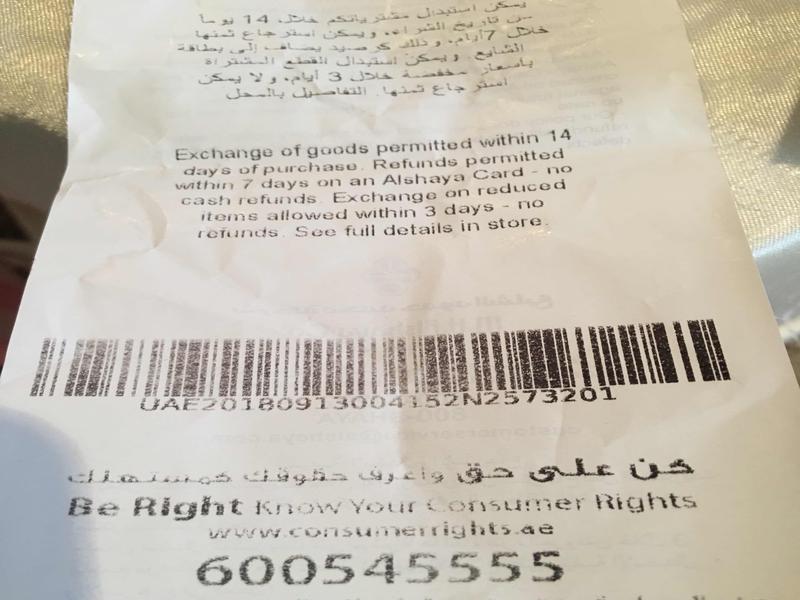 يمكن استبدال مشترياتكم خلال 14 يوماً
من تاريخ الشراء، ويمكن استرجاع ثمنها
خلال 7أيام، وذلك كرصيد يضاف إلى بطاقة
الشايع. ويمكن استبدال القطع المشتراة
بأسعار مخفضة خلال 3 أيام، ولا يمكن
استرجاع ثمنها. التفاصيل بالمحل
Exchange of goods permitted within 14
days of purchase. Refunds permitted
within 7 days on an Alshaya Card - no
cash refunds. Exchange on reduced
items allowed within 3 days - no
refunds. See full details in store.
UAE20180913004152N2573201
كن على حق وأعرف حقوقك كمستهلك
Be Right Know Your Consumer Rights
www.consumerrights.ae
600545555